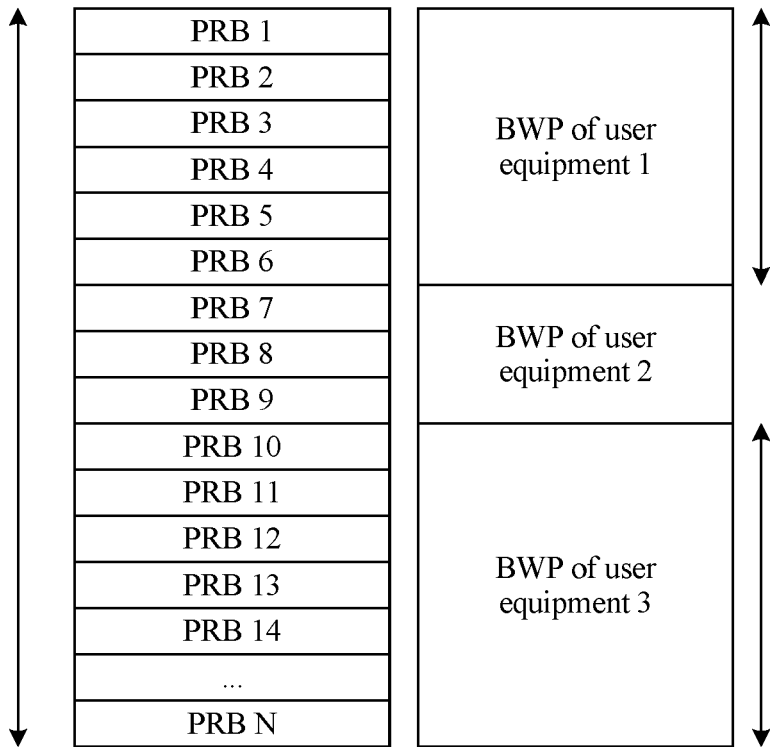 PRB 1
PRB 2
PRB 3
PRB 4
PRB 5
PRB 6
PRB 7
PRB 8
PRB 9
PRB 10
PRB 11
PRB 12
PRB 13
PRB 14
...
PRB N
BWP of user
equipment 1
BWP of user
equipment 2
BWP of user
equipment 3